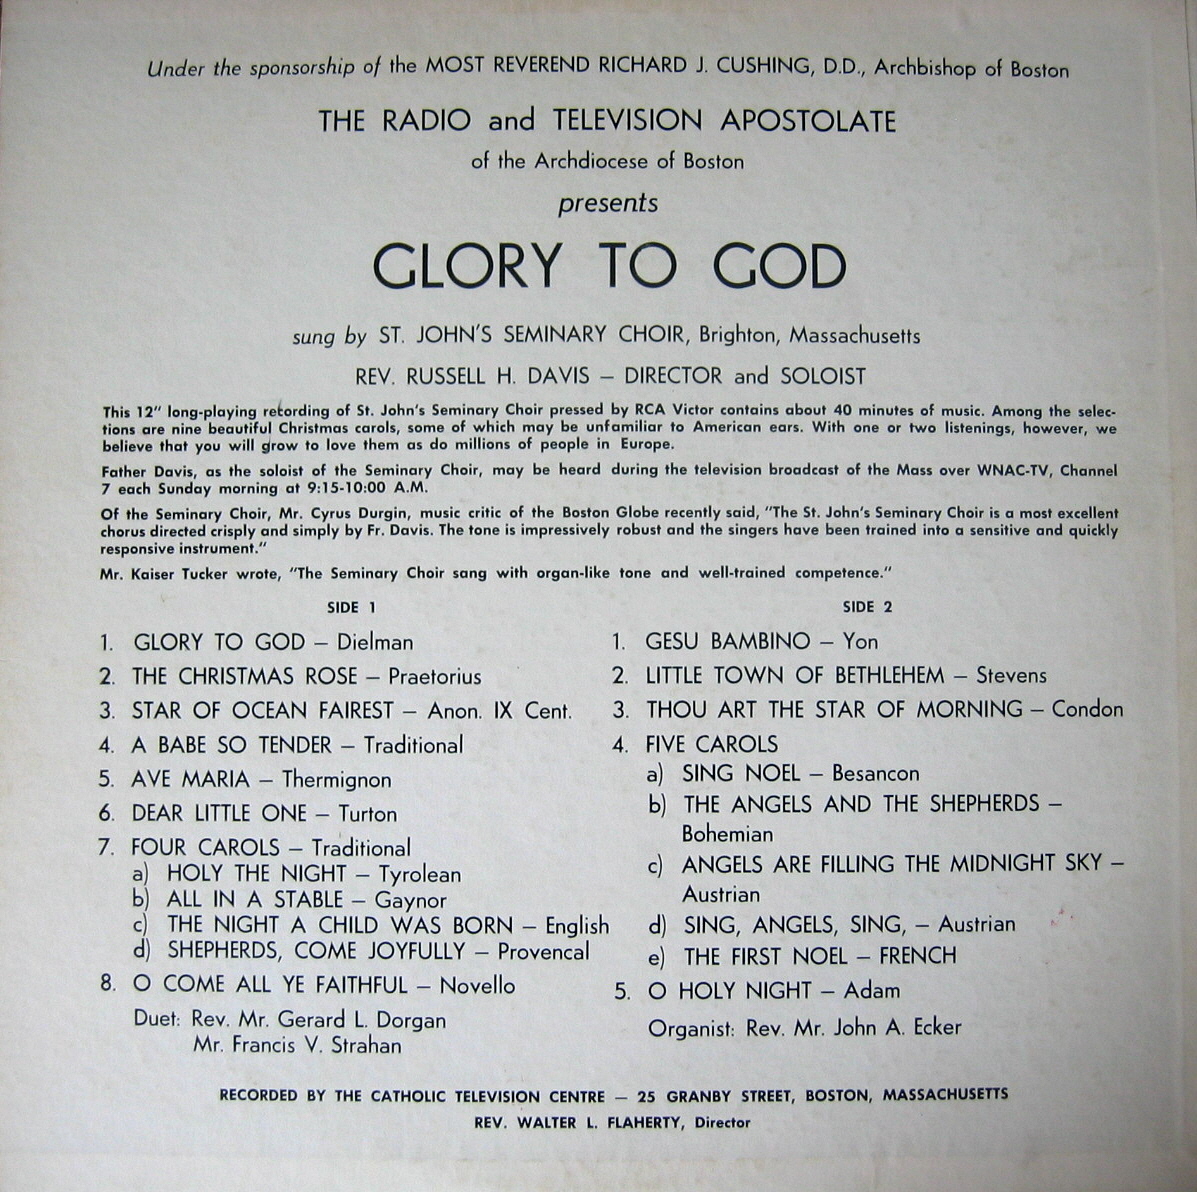 Under the sponsorship of the MOST REVEREND RICHARD J. CUSHING, D.D., Archbishop of Boston
THE RADIO and TELEVISION APOSTOLATE
of the Archdiocese of Boston
presents
GLORY TO GOD
sung by ST. JOHN'S SEMINARY CHOIR, Brighton, Massachusetts
REV. RUSSELL H. DAVIS – DIRECTOR and SOLOIST
This 12" long-playing recording of St. John's Seminary Choir pressed by RCA Victor contains about 40 minutes of music. Among the selec-
tions are nine beautiful Christmas carols, some of which may be unfamiliar to American ears. With one or two listenings, however, we
believe that you will grow to love them as do millions of people in Europe.
Father Davis, as the soloist of the Seminary Choir, may be heard during the television broadcast of the Mass over WNAC-TV, Channel
7 each Sunday morning at 9:15-10:00 A.M.
Of the Seminary Choir, Mr. Cyrus Durgin, music critic of the Boston Globe recently said, "The St. John's Seminary Choir is a most excellent
chorus directed crisply and simply by Fr. Davis. The tone is impressively robust and the singers have been trained into a sensitive and quickly
responsive instrument."
Mr. Kaiser Tucker wrote, "The Seminary Choir sang with organ-like tone and well-trained competence."
SIDE 1
1. GLORY TO GOD – Dielman
2. THE CHRISTMAS ROSE – Praetorius
3. STAR OF OCEAN FAIREST – Anon. IX Cent.
4. A BABE SO TENDER – Traditional
5. AVE MARIA – Thermignon
6. DEAR LITTLE ONE – Turton
7. FOUR CAROLS – Traditional
a) HOLY THE NIGHT – Tyrolean
b) ALL IN A STABLE – Gaynor
c) THE NIGHT A CHILD WAS BORN – English
d) SHEPHERDS, COME JOYFULLY – Provencal
8. O COME ALL YE FAITHFUL – Novello
Duet: Rev. Mr. Gerard L. Dorgan
Mr. Francis V. Strahan
SIDE 2
1. GESU BAMBINO – Yon
2. LITTLE TOWN OF BETHLEHEM – Stevens
3. THOU ART THE STAR OF MORNING – Condon
4. FIVE CAROLS
a) SING NOEL – Besancon
b) THE ANGELS AND THE SHEPHERDS –
Bohemian
c) ANGELS ARE FILLING THE MIDNIGHT SKY –
Austrian
d) SING, ANGELS, SING, – Austrian
e) THE FIRST NOEL – FRENCH
5. O HOLY NIGHT – Adam
Organist: Rev. Mr. John A. Ecker
RECORDED BY THE CATHOLIC TELEVISION CENTRE – 25 GRANBY STREET, BOSTON, MASSACHUSETTS
REV. WALTER L. FLAHERTY, Director